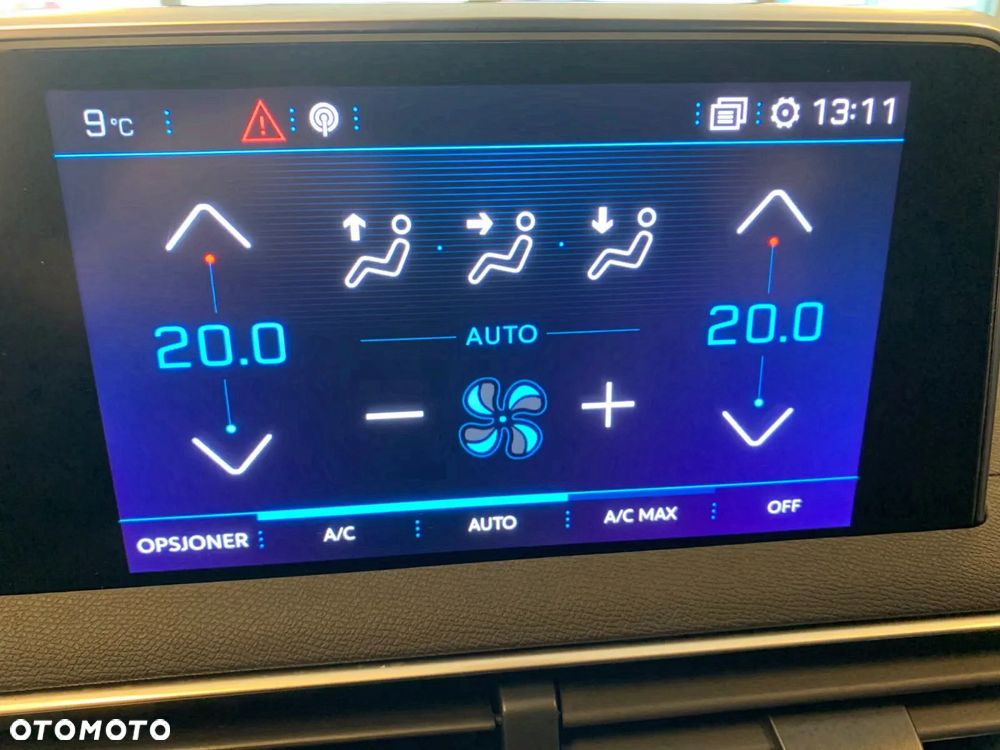 9°C 13:11
20.0 20.0
AUTO
OPSJONER A/C AUTO A/C MAX OFF
OTOMOTO